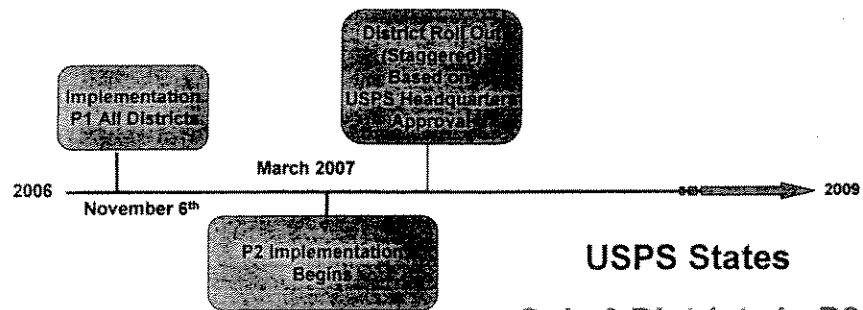 District Roll Out
(Staggered)
Based on
USPS Headquarters
Approval
Implementation
P1 All Districts
March 2007
2006
2009
November 6th
P2 Implementation
Begins
USPS States